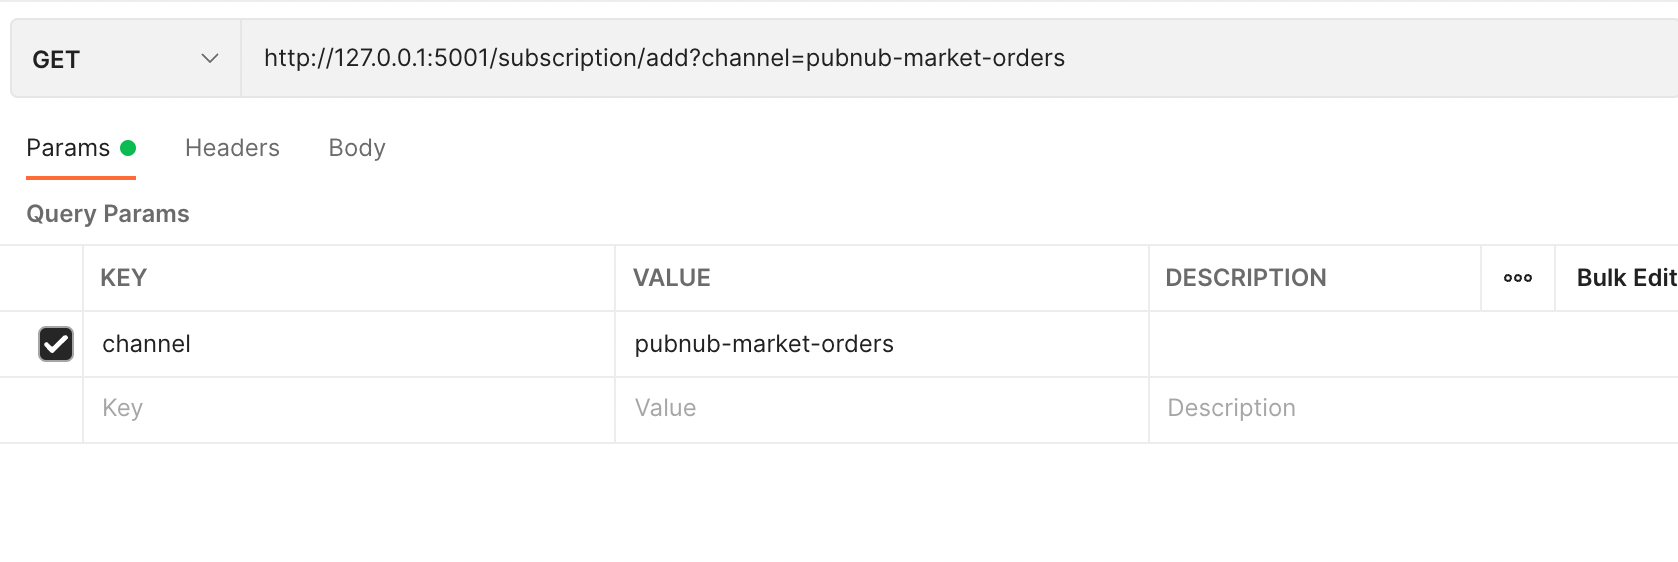 GET http://127.0.0.1:5001/subscription/add?channel=pubnub-market-orders
Params Headers Body
Query Params
KEY VALUE DESCRIPTION ooo Bulk Edit
channel pubnub-market-orders
Key Value Description